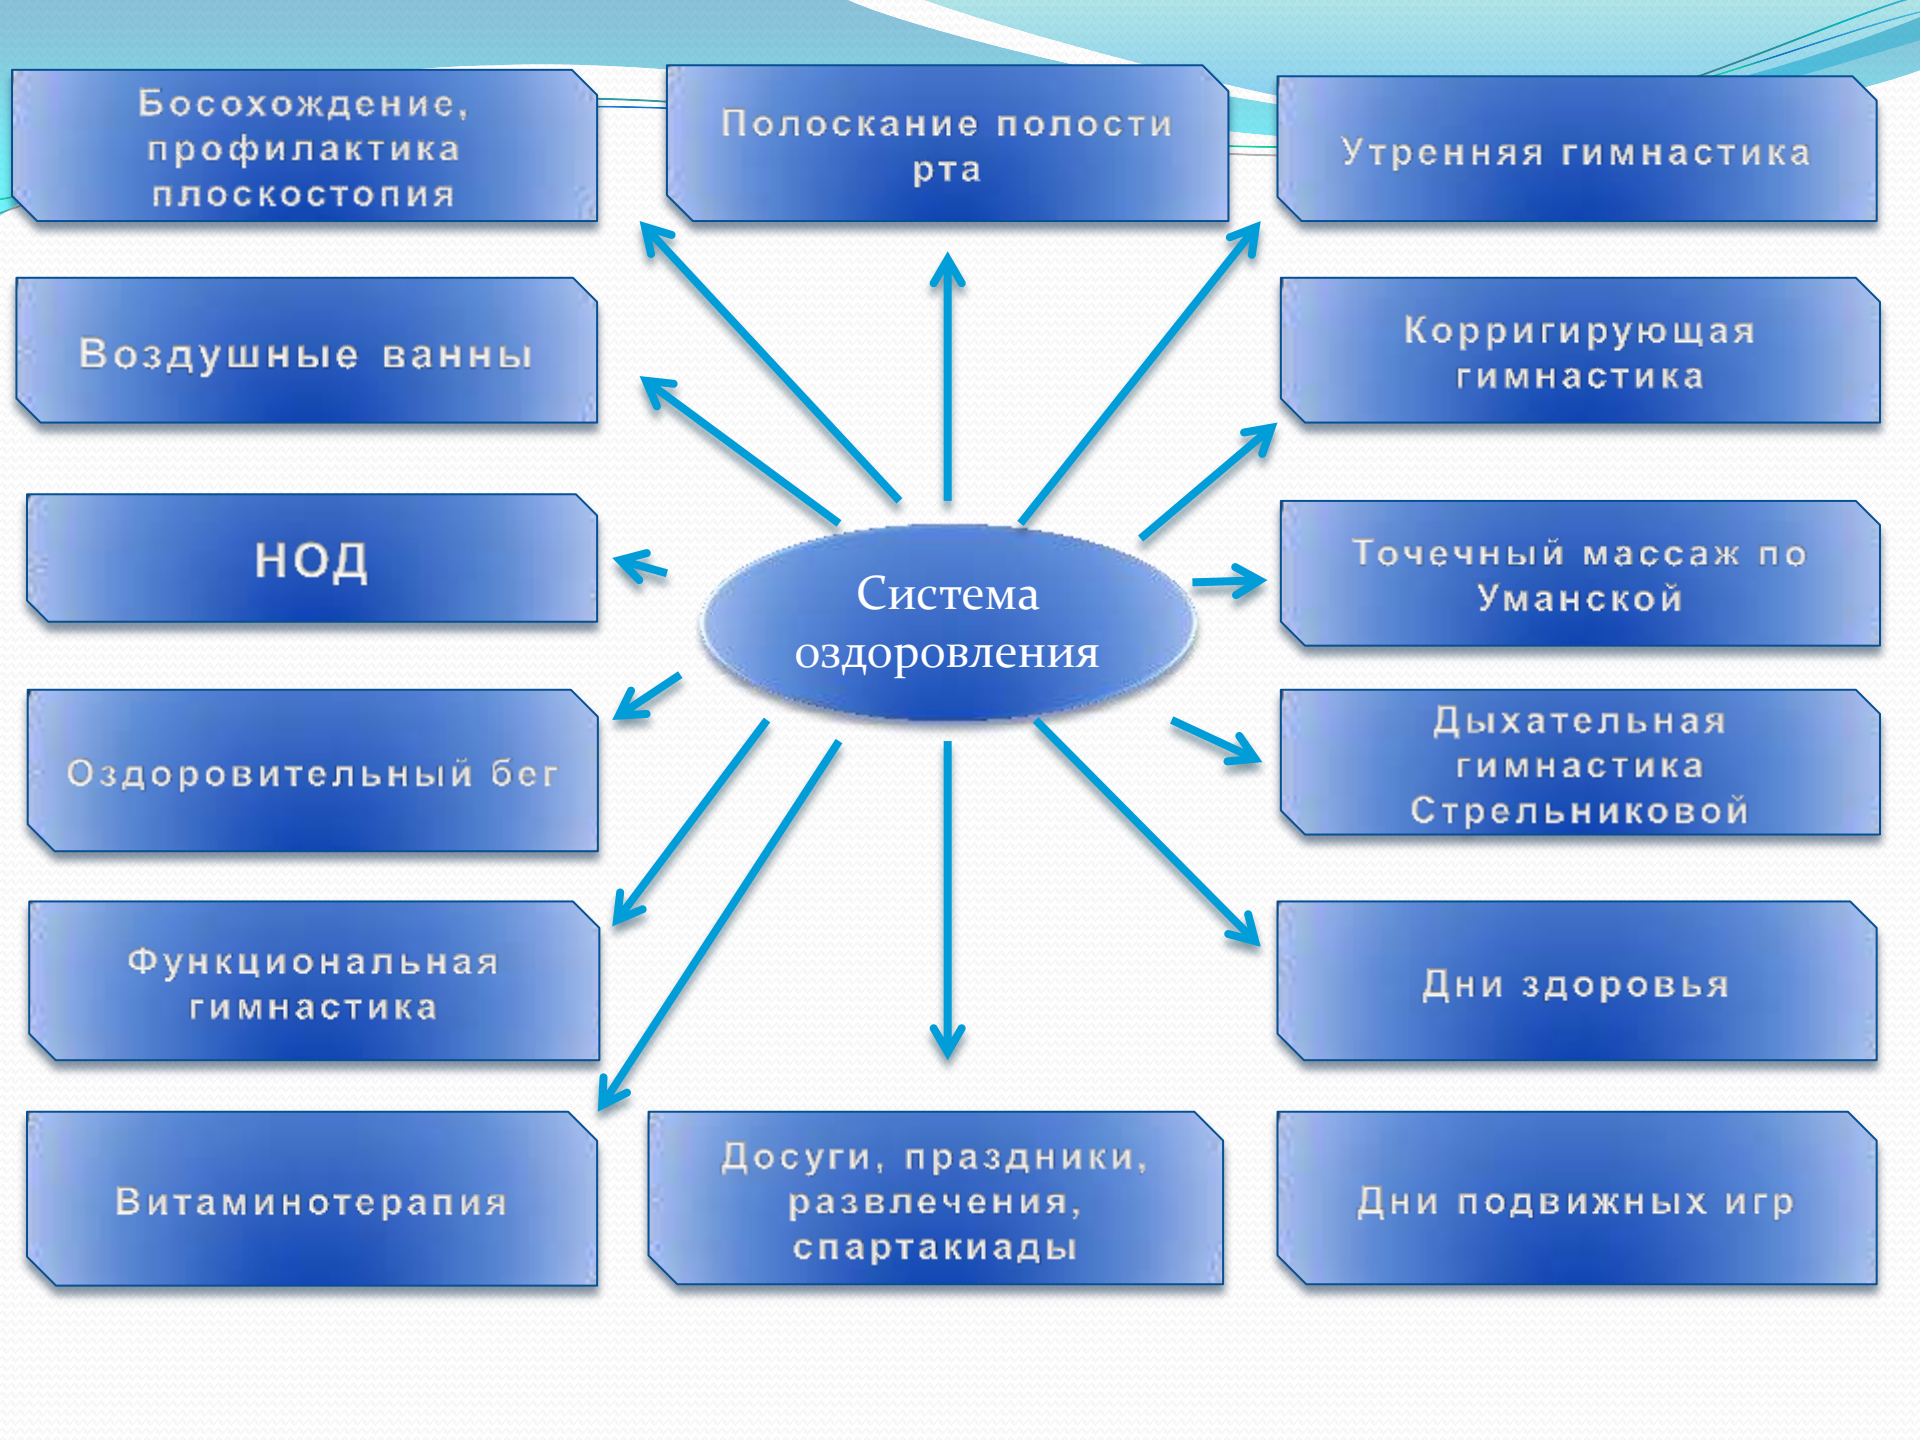 Босохождение,
профилактика
плоскостопия
Полоскание полости
рта
Утренняя гимнастика
Воздушные ванны
Корригирующая
гимнастика
НОД
Точечный массаж по
Уманской
Система
оздоровления
Оздоровительный бег
Дыхательная
гимнастика
Стрельниковой
Функциональная
гимнастика
Дни здоровья
Витаминотерапия
Досуги, праздники,
развлечения,
спартакиады
Дни подвижных игр